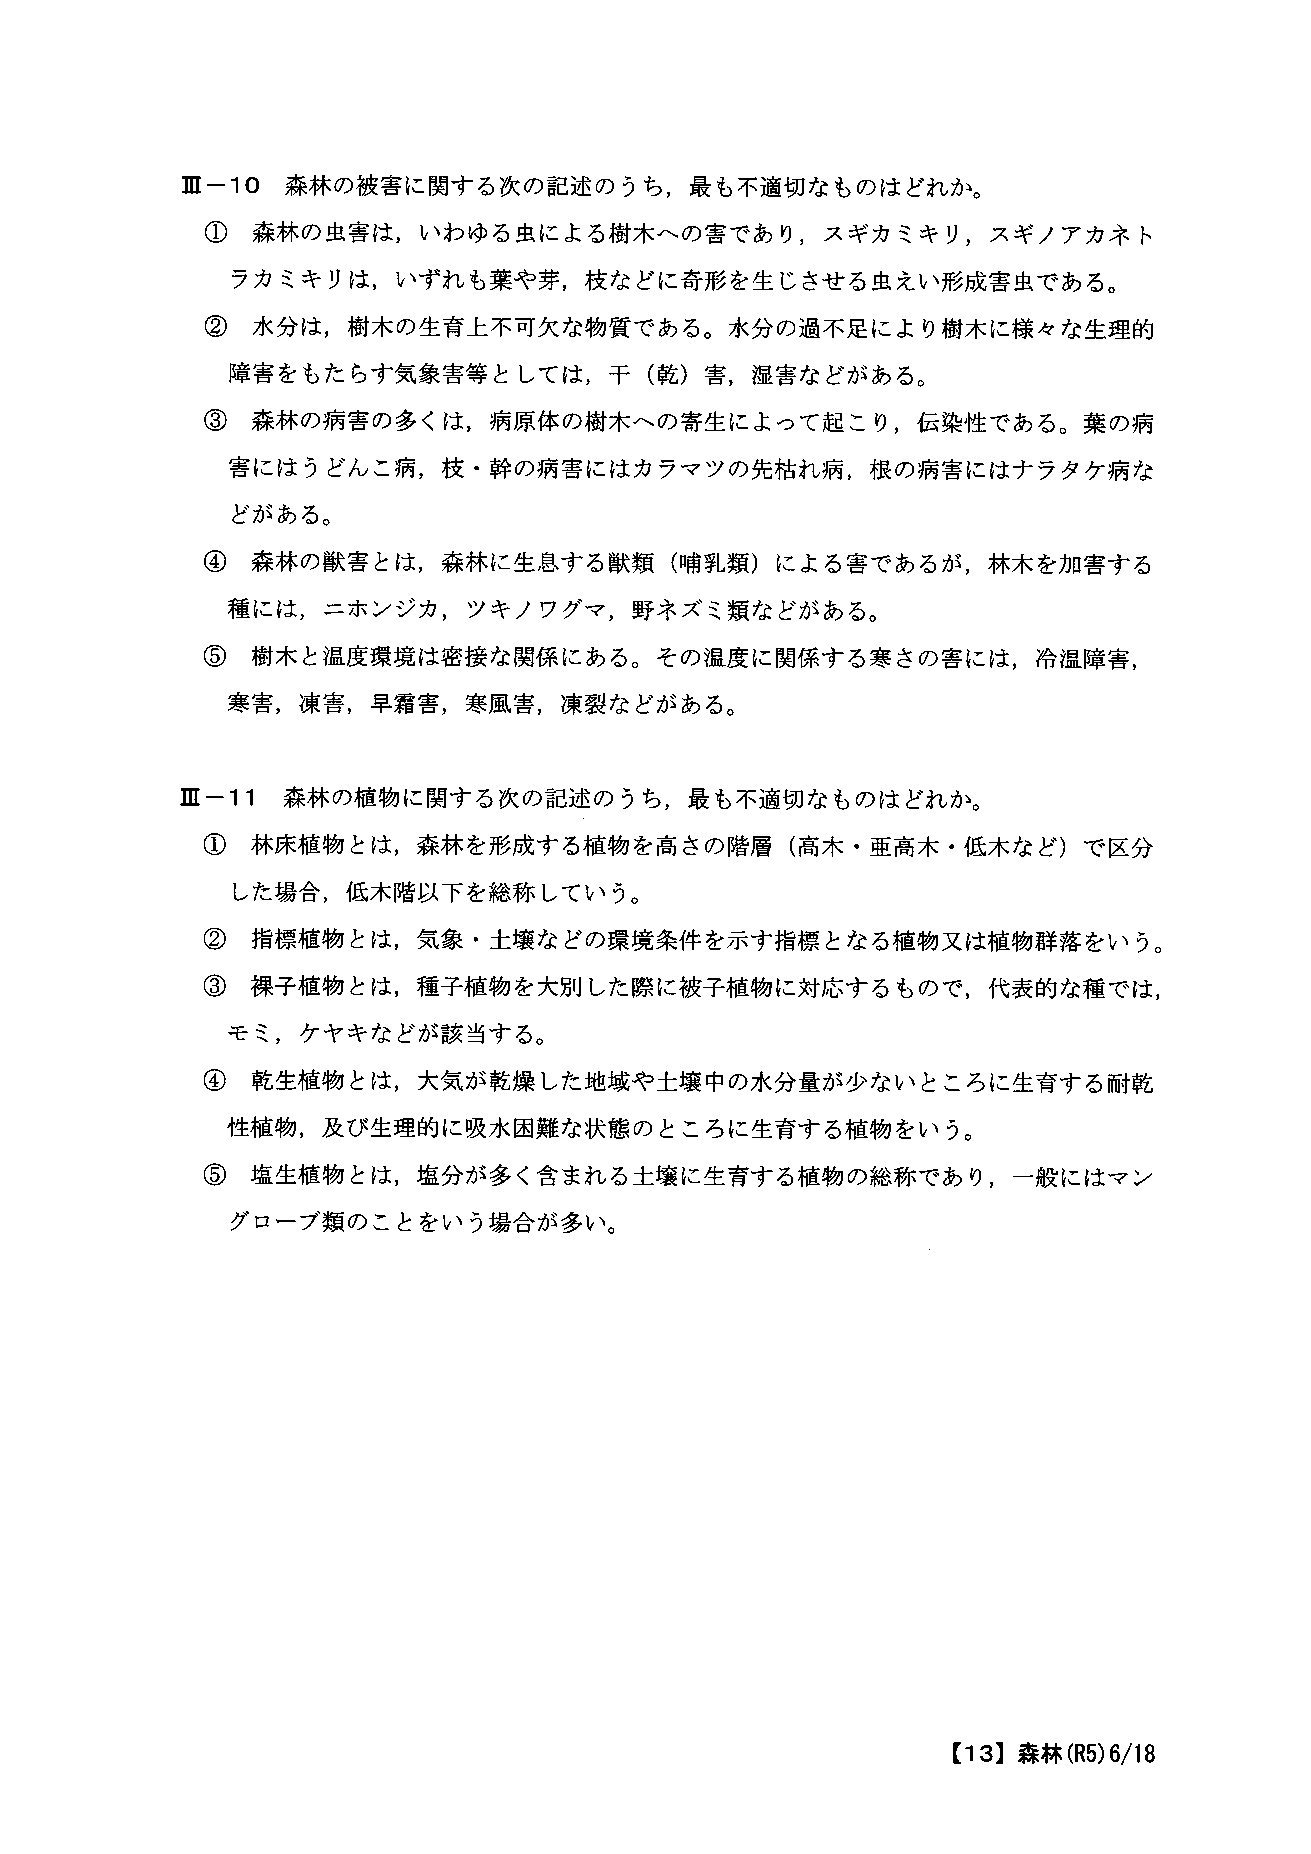 Ⅲ－10　森林の被害に関する次の記述のうち，最も不適切なものはどれか。
①　森林の虫害は，いわゆる虫による樹木への害であり，スギカミキリ，スギノアカネト
ラカミキリは，いずれも葉や芽，枝などに奇形を生じさせる虫えい形成害虫である。
②　水分は，樹木の生育上不可欠な物質である。水分の過不足により樹木に様々な生理的
障害をもたらす気象害等としては，干（乾）害，湿害などがある。
③　森林の病害の多くは，病原体の樹木への寄生によって起こり，伝染性である。葉の病
害にはうどんこ病，枝・幹の病害にはカラマツの先枯れ病，根の病害にはナラタケ病な
どがある。
④　森林の獣害とは，森林に生息する獣類（哺乳類）による害であるが，林木を加害する
種には，ニホンジカ，ツキノワグマ，野ネズミ類などがある。
⑤　樹木と温度環境は密接な関係にある。その温度に関係する寒さの害には，冷温障害，
寒害，凍害，早霜害，寒風害，凍裂などがある。
Ⅲ－11　森林の植物に関する次の記述のうち，最も不適切なものはどれか。
①　林床植物とは，森林を形成する植物を高さの階層（高木・亜高木・低木など）で区分
した場合，低木階以下を総称していう。
②　指標植物とは，気象・土壌などの環境条件を示す指標となる植物又は植物群落をいう。
③　裸子植物とは，種子植物を大別した際に被子植物に対応するもので，代表的な種では，
モミ，ケヤキなどが該当する。
④　乾生植物とは，大気が乾燥した地域や土壌中の水分量が少ないところに生育する耐乾
性植物，及び生理的に吸水困難な状態のところに生育する植物をいう。
⑤　塩生植物とは，塩分が多く含まれる土壌に生育する植物の総称であり，一般にはマン
グローブ類のことをいう場合が多い。
【13】森林(R5)6/18